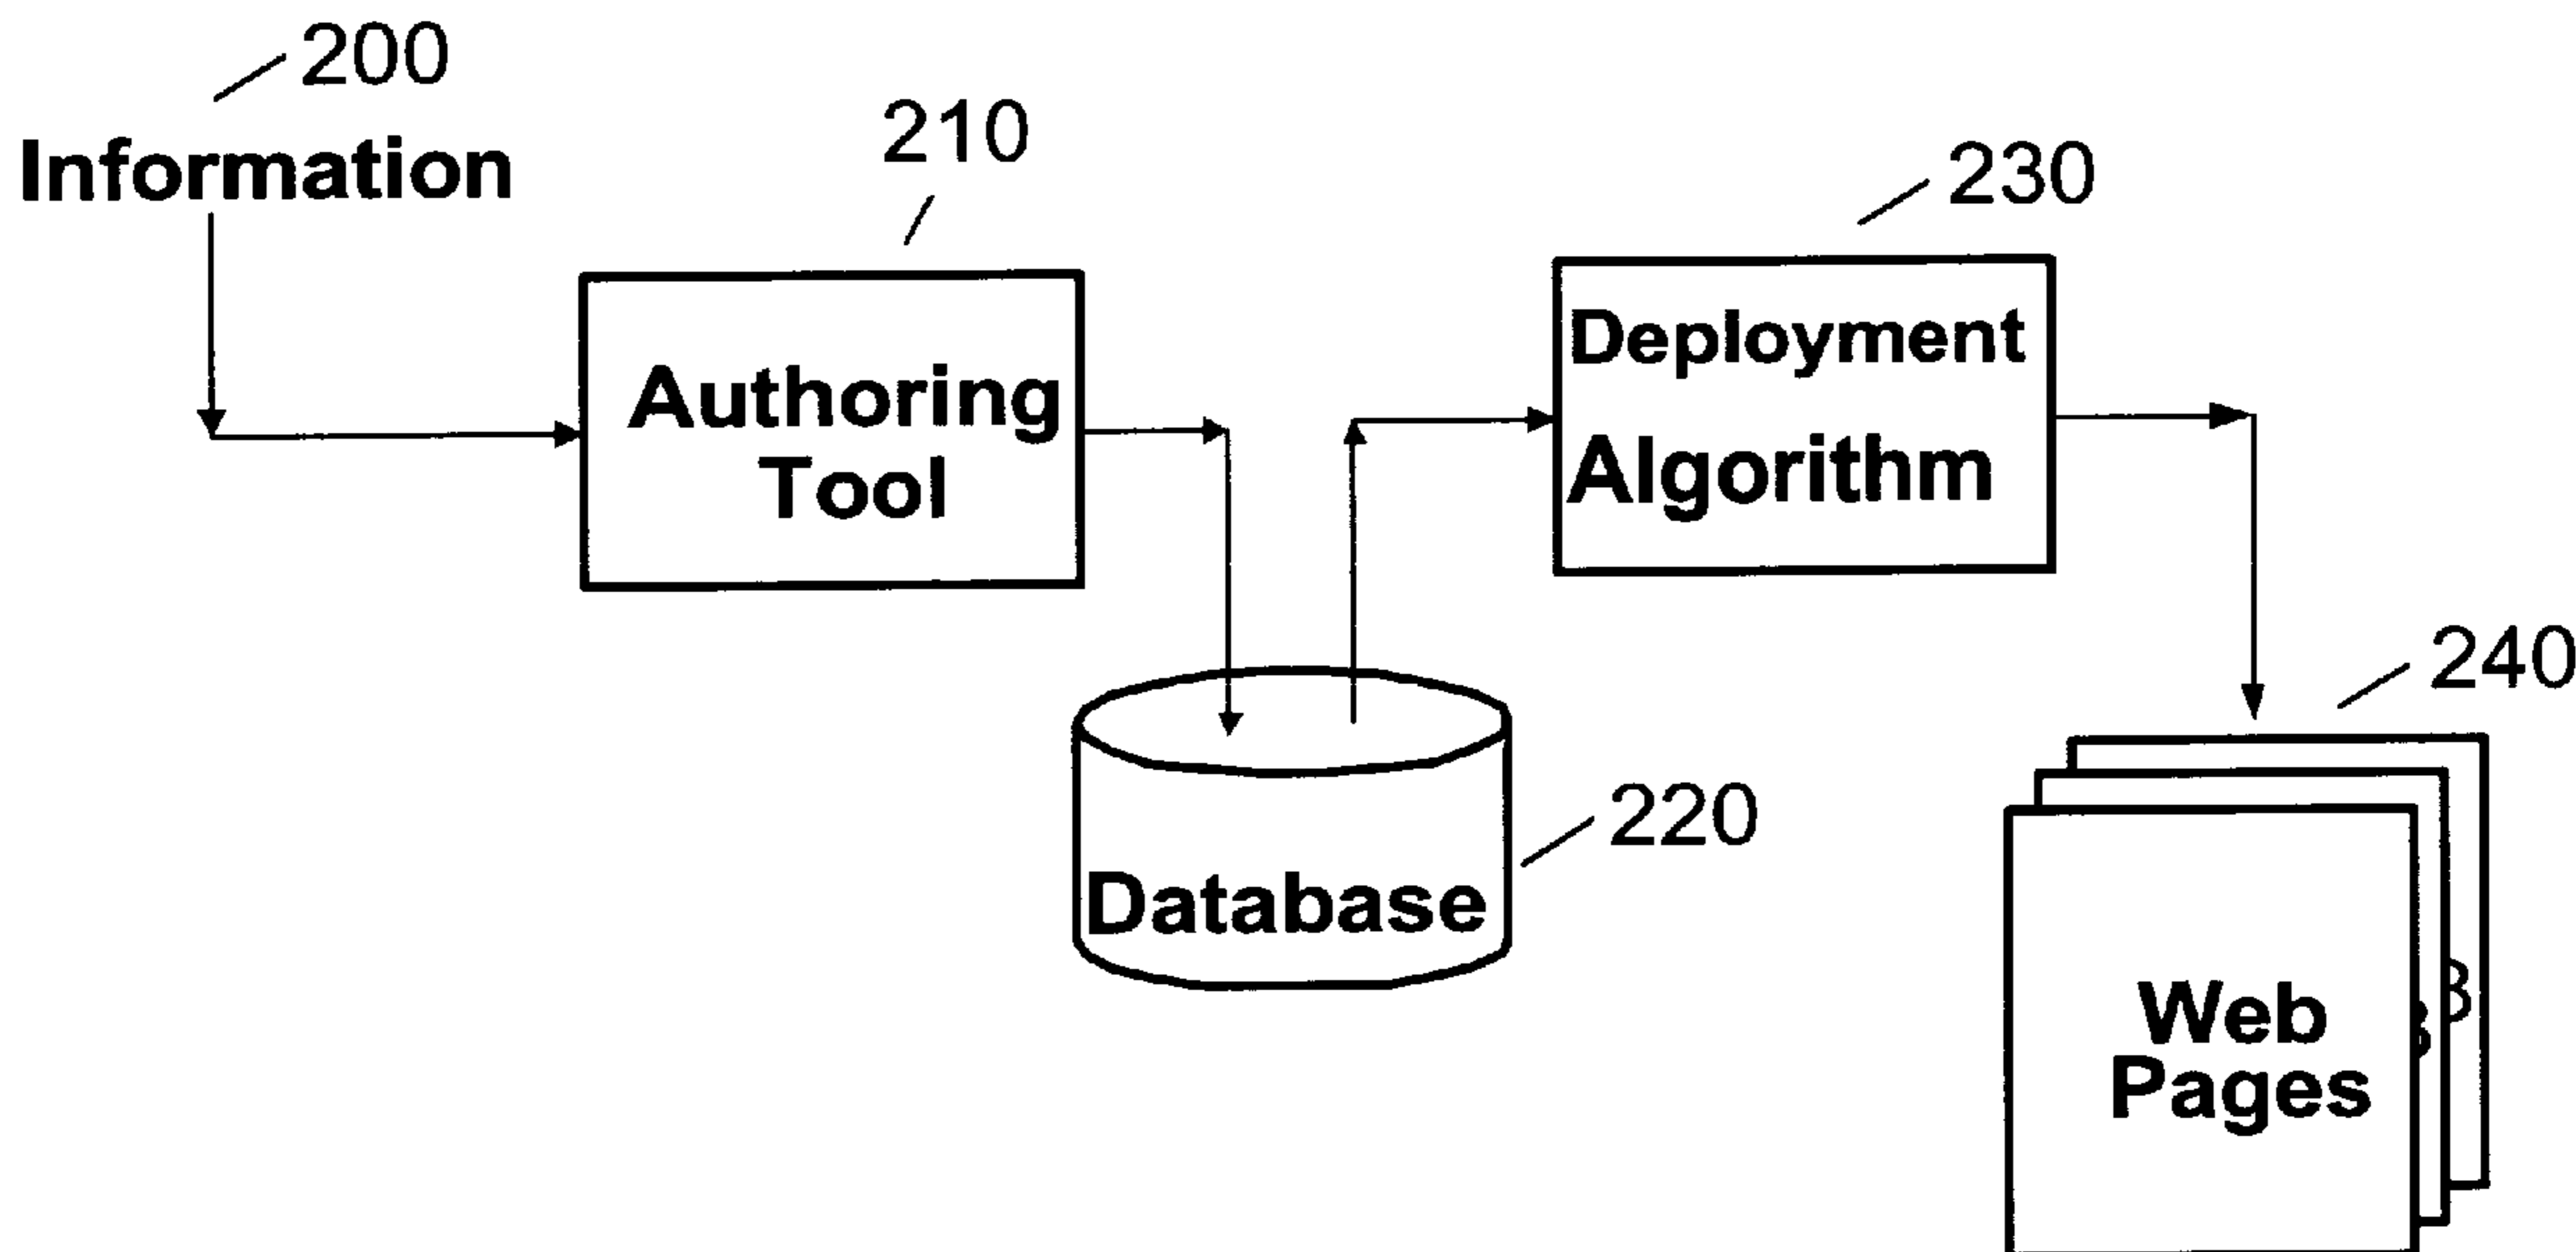 200
Information
210
Authoring
Tool
220
Database
230
Deployment
Algorithm
240
Web
Pages